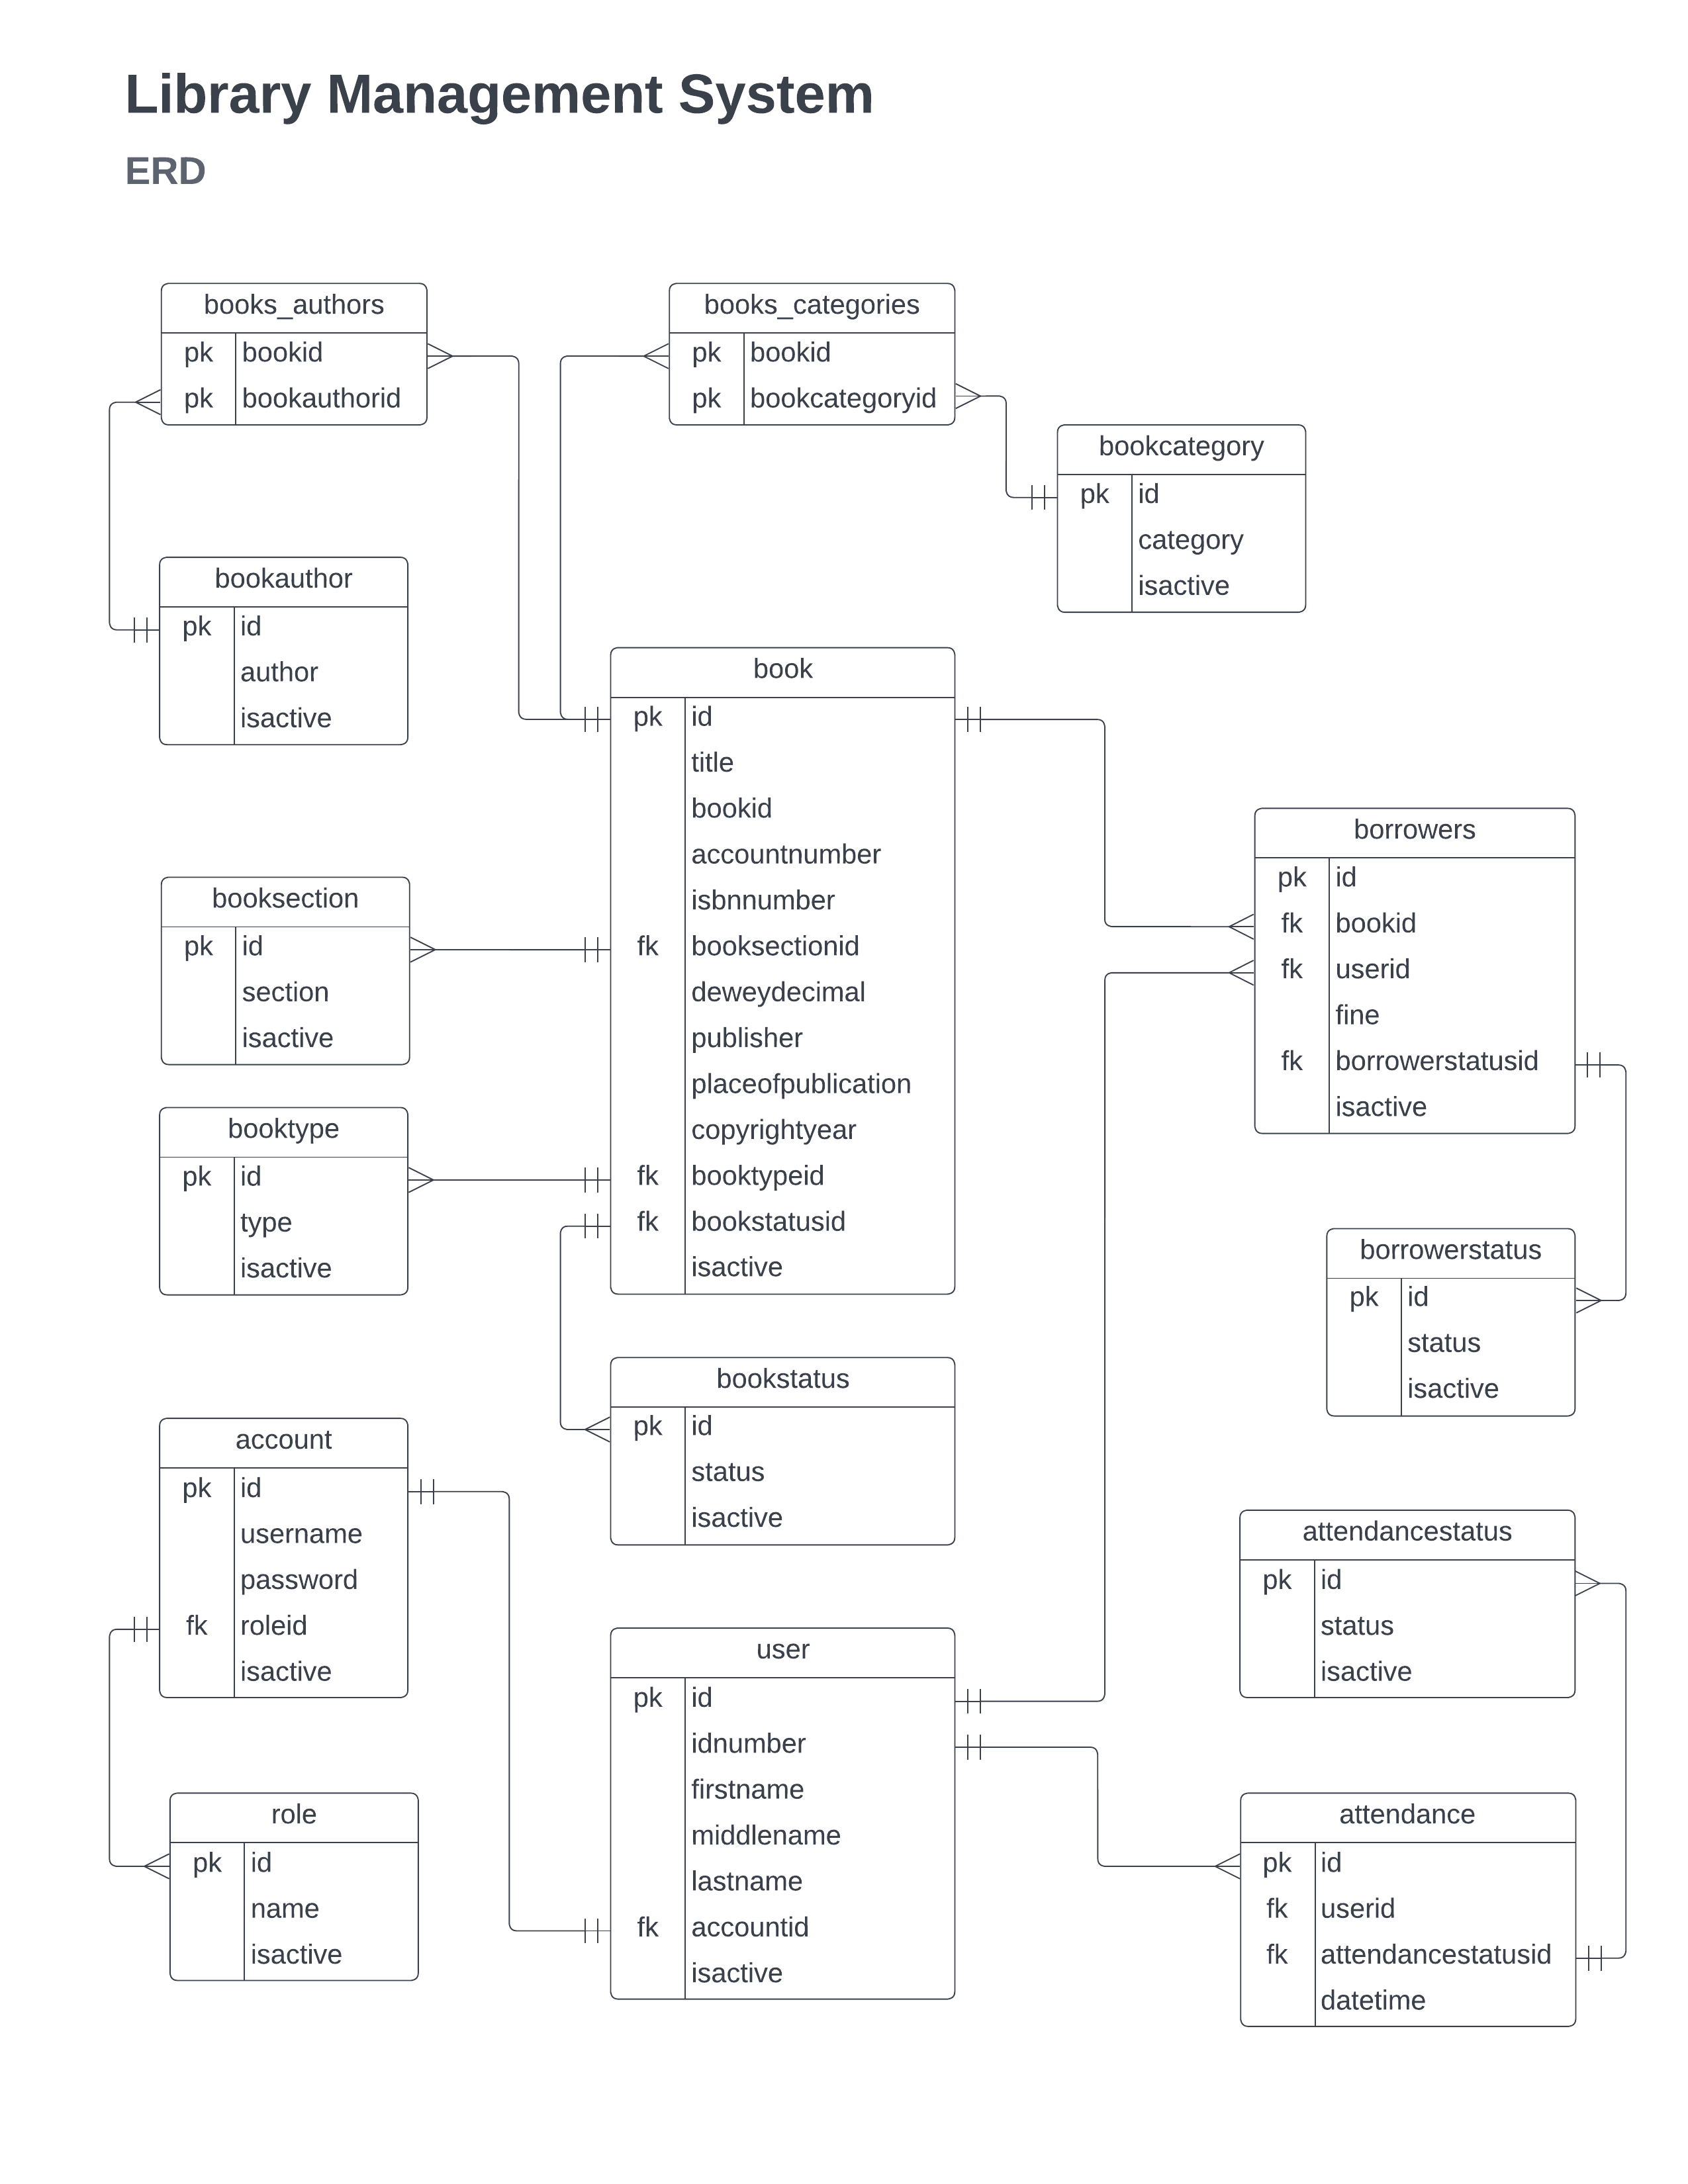 Library Management System
ERD
books_authors
pk bookid
pk bookauthorid
books_categories
pk bookid
pk bookcategoryid
bookcategory
pk id
category
isactive
bookauthor
pk id
author
isactive
book
pk id
title
bookid
accountnumber
isbnnumber
fk booksectionid
deweydecimal
publisher
placeofpublication
copyrightyear
fk booktypeid
fk bookstatusid
isactive
borrowers
pk id
fk bookid
fk userid
fine
fk borrowerstatusid
isactive
booksection
pk id
section
isactive
booktype
pk id
type
isactive
borrowerstatus
pk id
status
isactive
bookstatus
pk id
status
isactive
account
pk id
username
password
fk roleid
isactive
attendancestatus
pk id
status
isactive
user
pk id
idnumber
firstname
middlename
lastname
fk accountid
isactive
role
pk id
name
isactive
attendance
pk id
fk userid
fk attendancestatusid
datetime